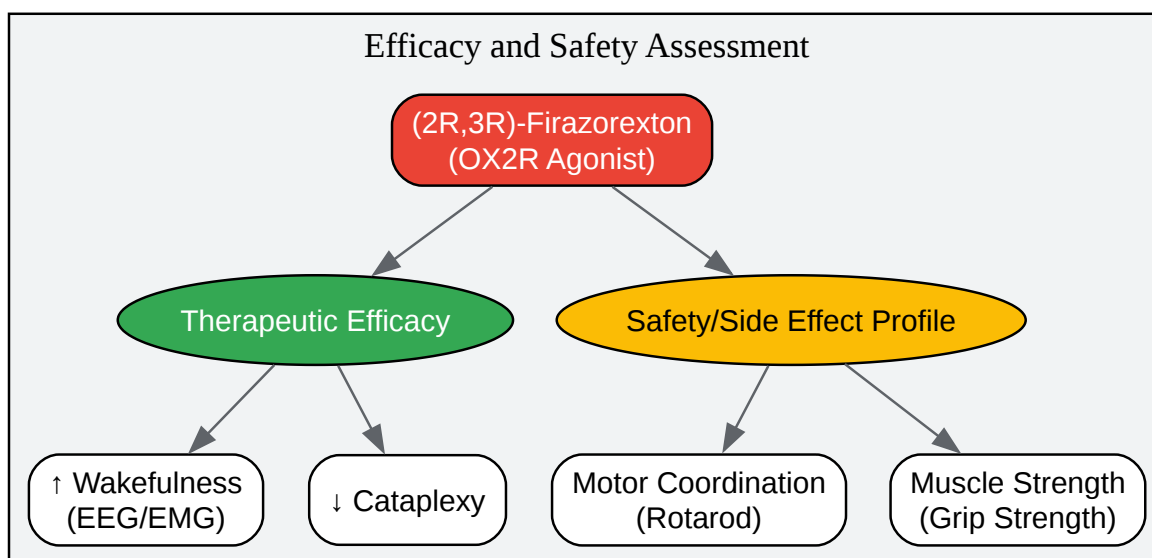 Efficacy and Safety Assessment
(2R,3R)-Firazorexton
(OX2R Agonist)
Therapeutic Efficacy
Safety/Side Effect Profile
↑ Wakefulness
(EEG/EMG)
↓ Cataplexy
Motor Coordination
(Rotarod)
Muscle Strength
(Grip Strength)